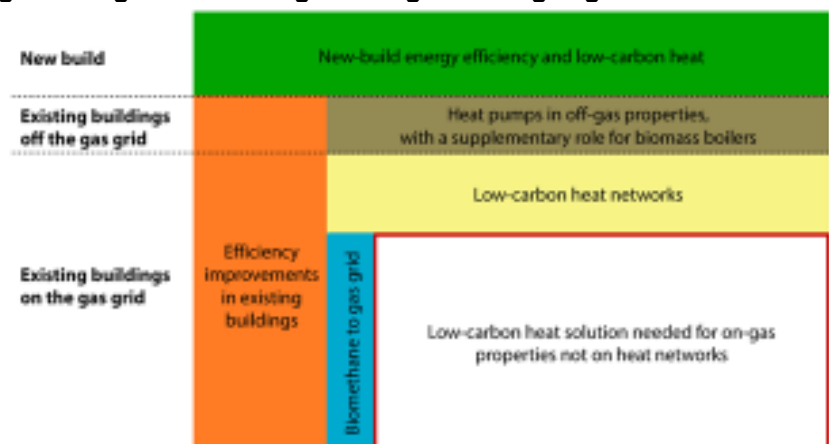 New build
New-build energy efficiency and low-carbon heat
Existing buildings
off the gas grid
Heat pumps in off-gas properties,
with a supplementary role for biomass boilers
Low-carbon heat networks
Existing buildings
on the gas grid
Efficiency
improvements
in existing
buildings
Biomethane to gas grid
Low-carbon heat solution needed for on-gas
properties not on heat networks